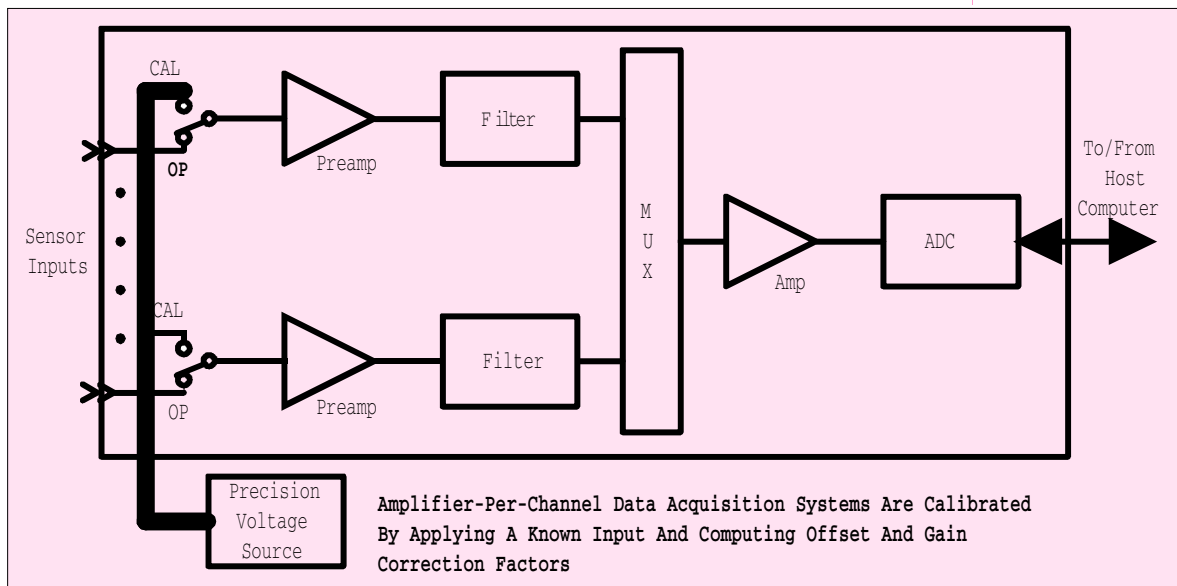 CAL
Filter
Preamp
OP
To/From
Host
Computer
M
U
X
ADC
Amp
Sensor
Inputs
CAL
Filter
Preamp
OP
Precision
Voltage
Source
Amplifier-Per-Channel Data Acquisition Systems Are Calibrated
By Applying A Known Input And Computing Offset And Gain
Correction Factors